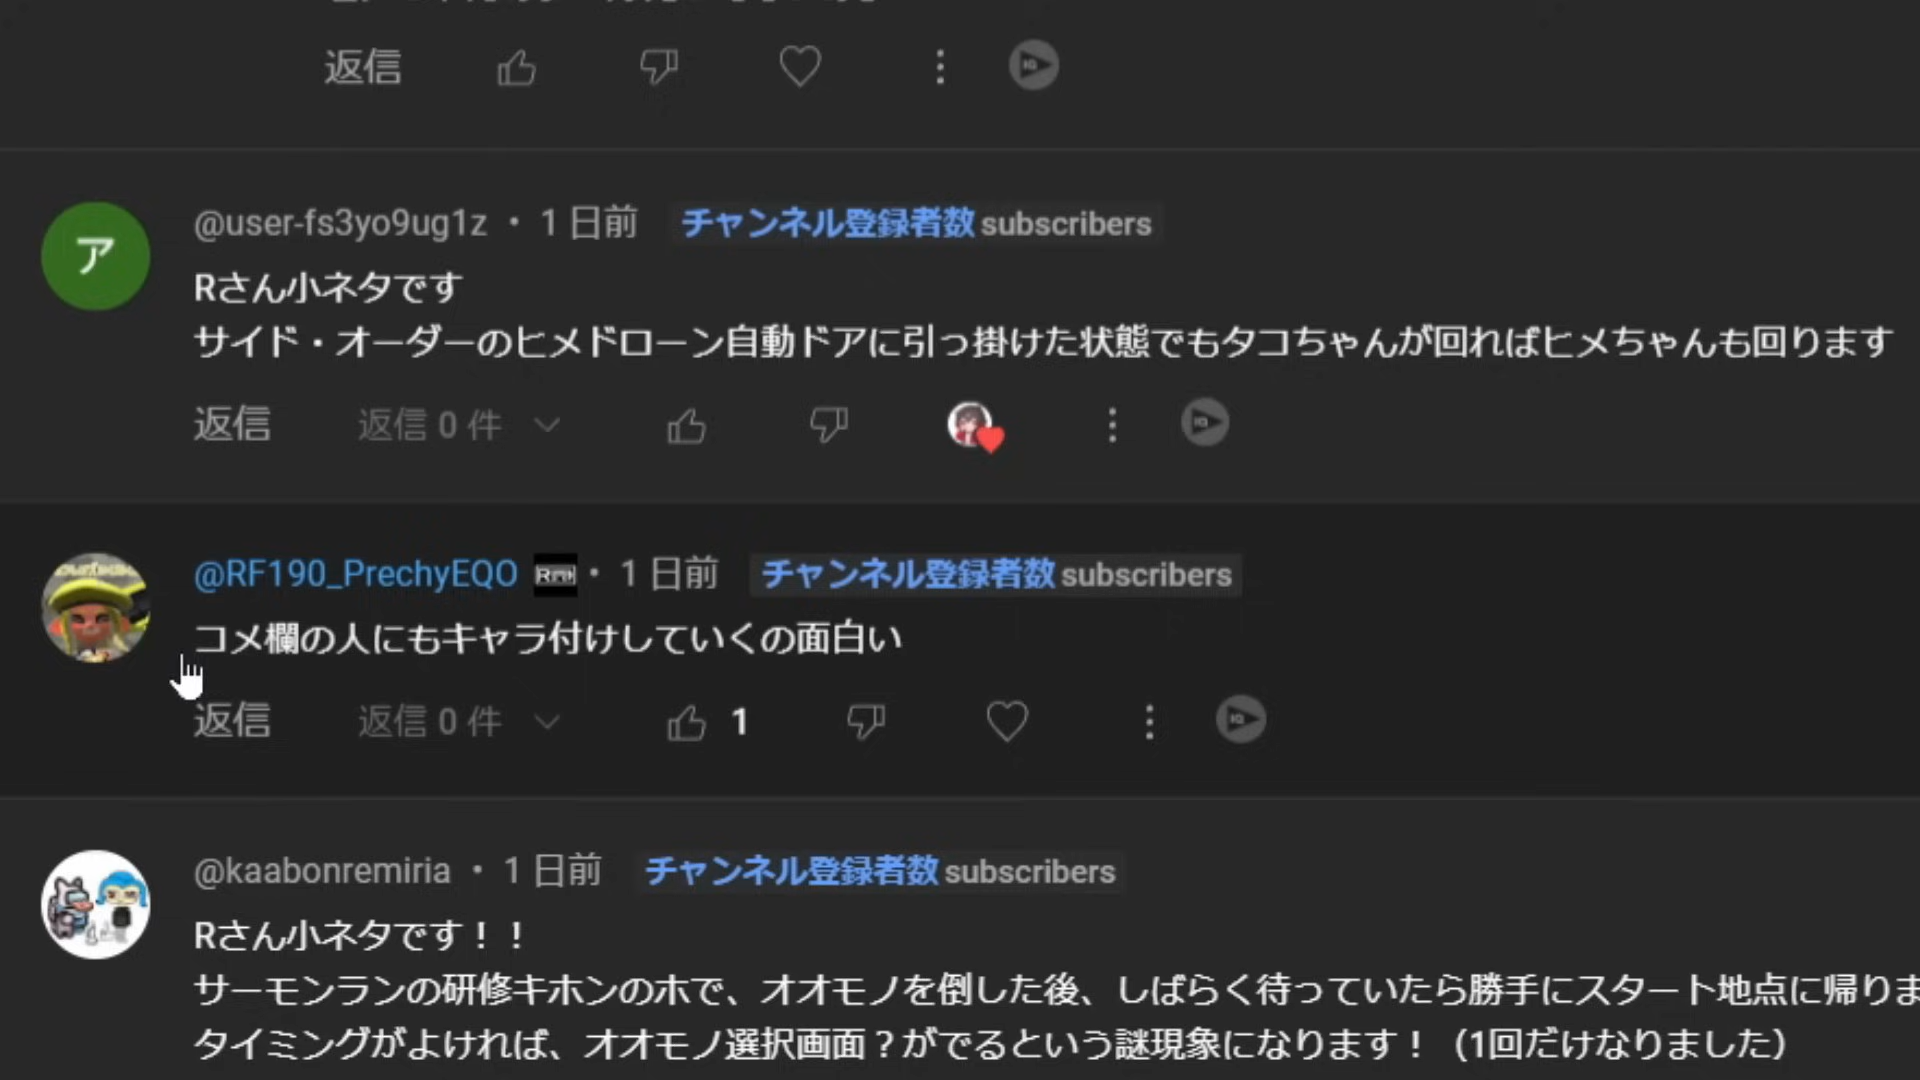 返信
ア
@user-fs3yo9ug1z・1 日前 チャンネル登録者数 subscribers
Rさん小ネタです
サイド・オーダーのヒメドローン自動ドアに引っ掛けた状態でもタコちゃんが回ればヒメちゃんも回ります
返信 返信 0 件
@RF190_PrechyEQO・1 日前 チャンネル登録者数 subscribers
コメ欄の人にもキャラ付けしていくの面白い
返信 返信 0 件 1
@kaabonremiria・1 日前 チャンネル登録者数 subscribers
Rさん小ネタです！！
サーモンランの研修キホンのホで、オオモノを倒した後、しばらく待っていたら勝手にスタート地点に帰りま
タイミングがよければ、オオモノ選択画面？がでるという謎現象になります！（1回だけなりました）